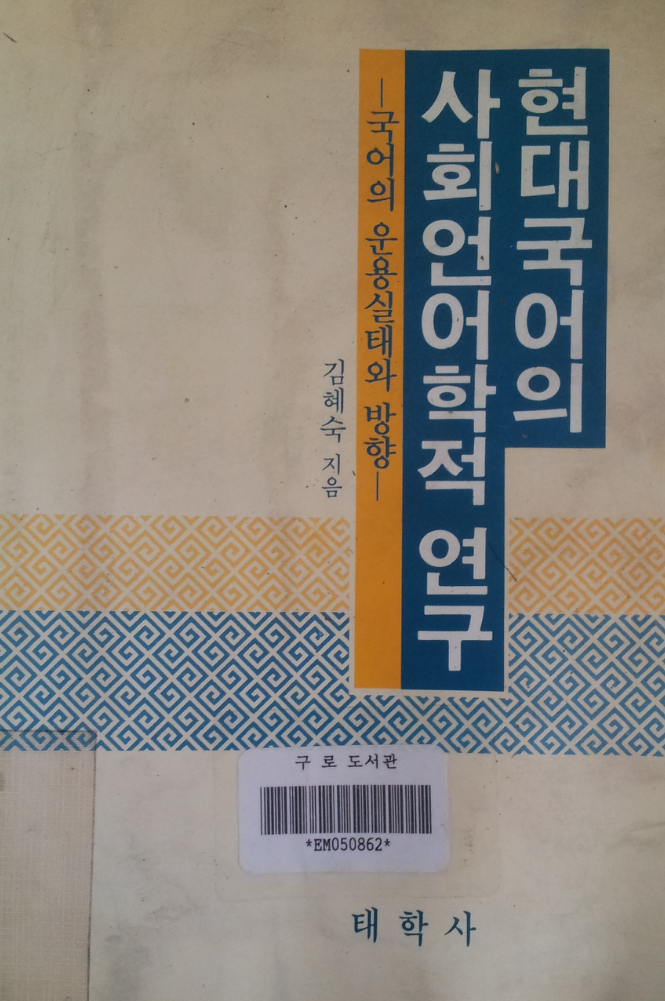 현대국어의
사회언어학적 연구
—국어의 운용실태와 방향—
김혜숙 지음
구 로 도서관
*EM050862*
태 학 사